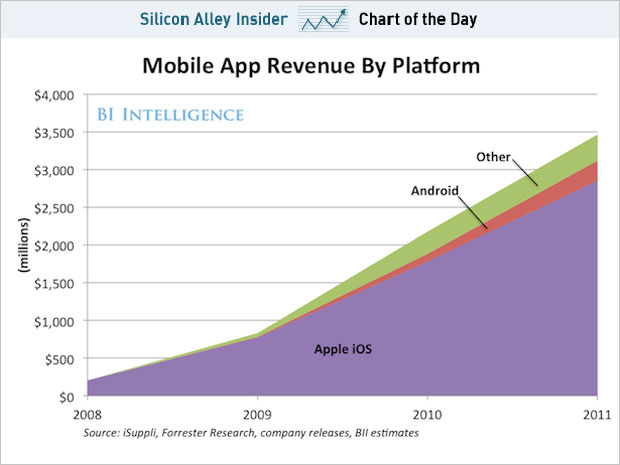 Silicon Alley Insider Chart of the Day
Mobile App Revenue By Platform
$4,000
BI INTELLIGENCE
$3,500
Other
$3,000
Android
$2,500
(millions)
$2,000
$1,500
$1,000
Apple iOS
$500
$0
2008 2009 2010 2011
Source: iSuppli, Forrester Research, company releases, BII estimates